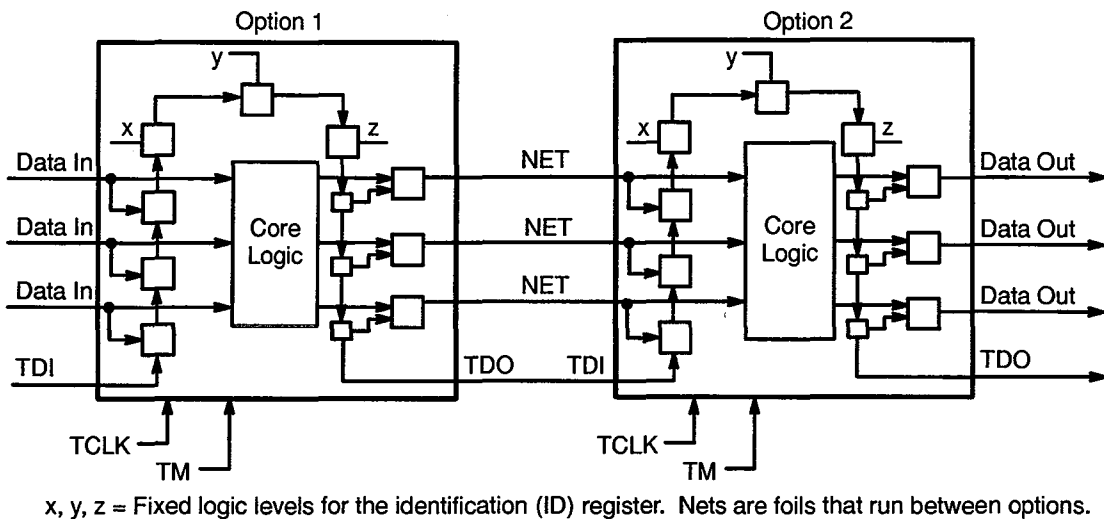 Option 1 Option 2
y y
x z x z
Data In NET Data Out
Data In Core Logic NET Core Logic Data Out
Data In NET Data Out
TDI TDO TDI TDO
TCLK TCLK
TM TM
x, y, z = Fixed logic levels for the identification (ID) register. Nets are foils that run between options.